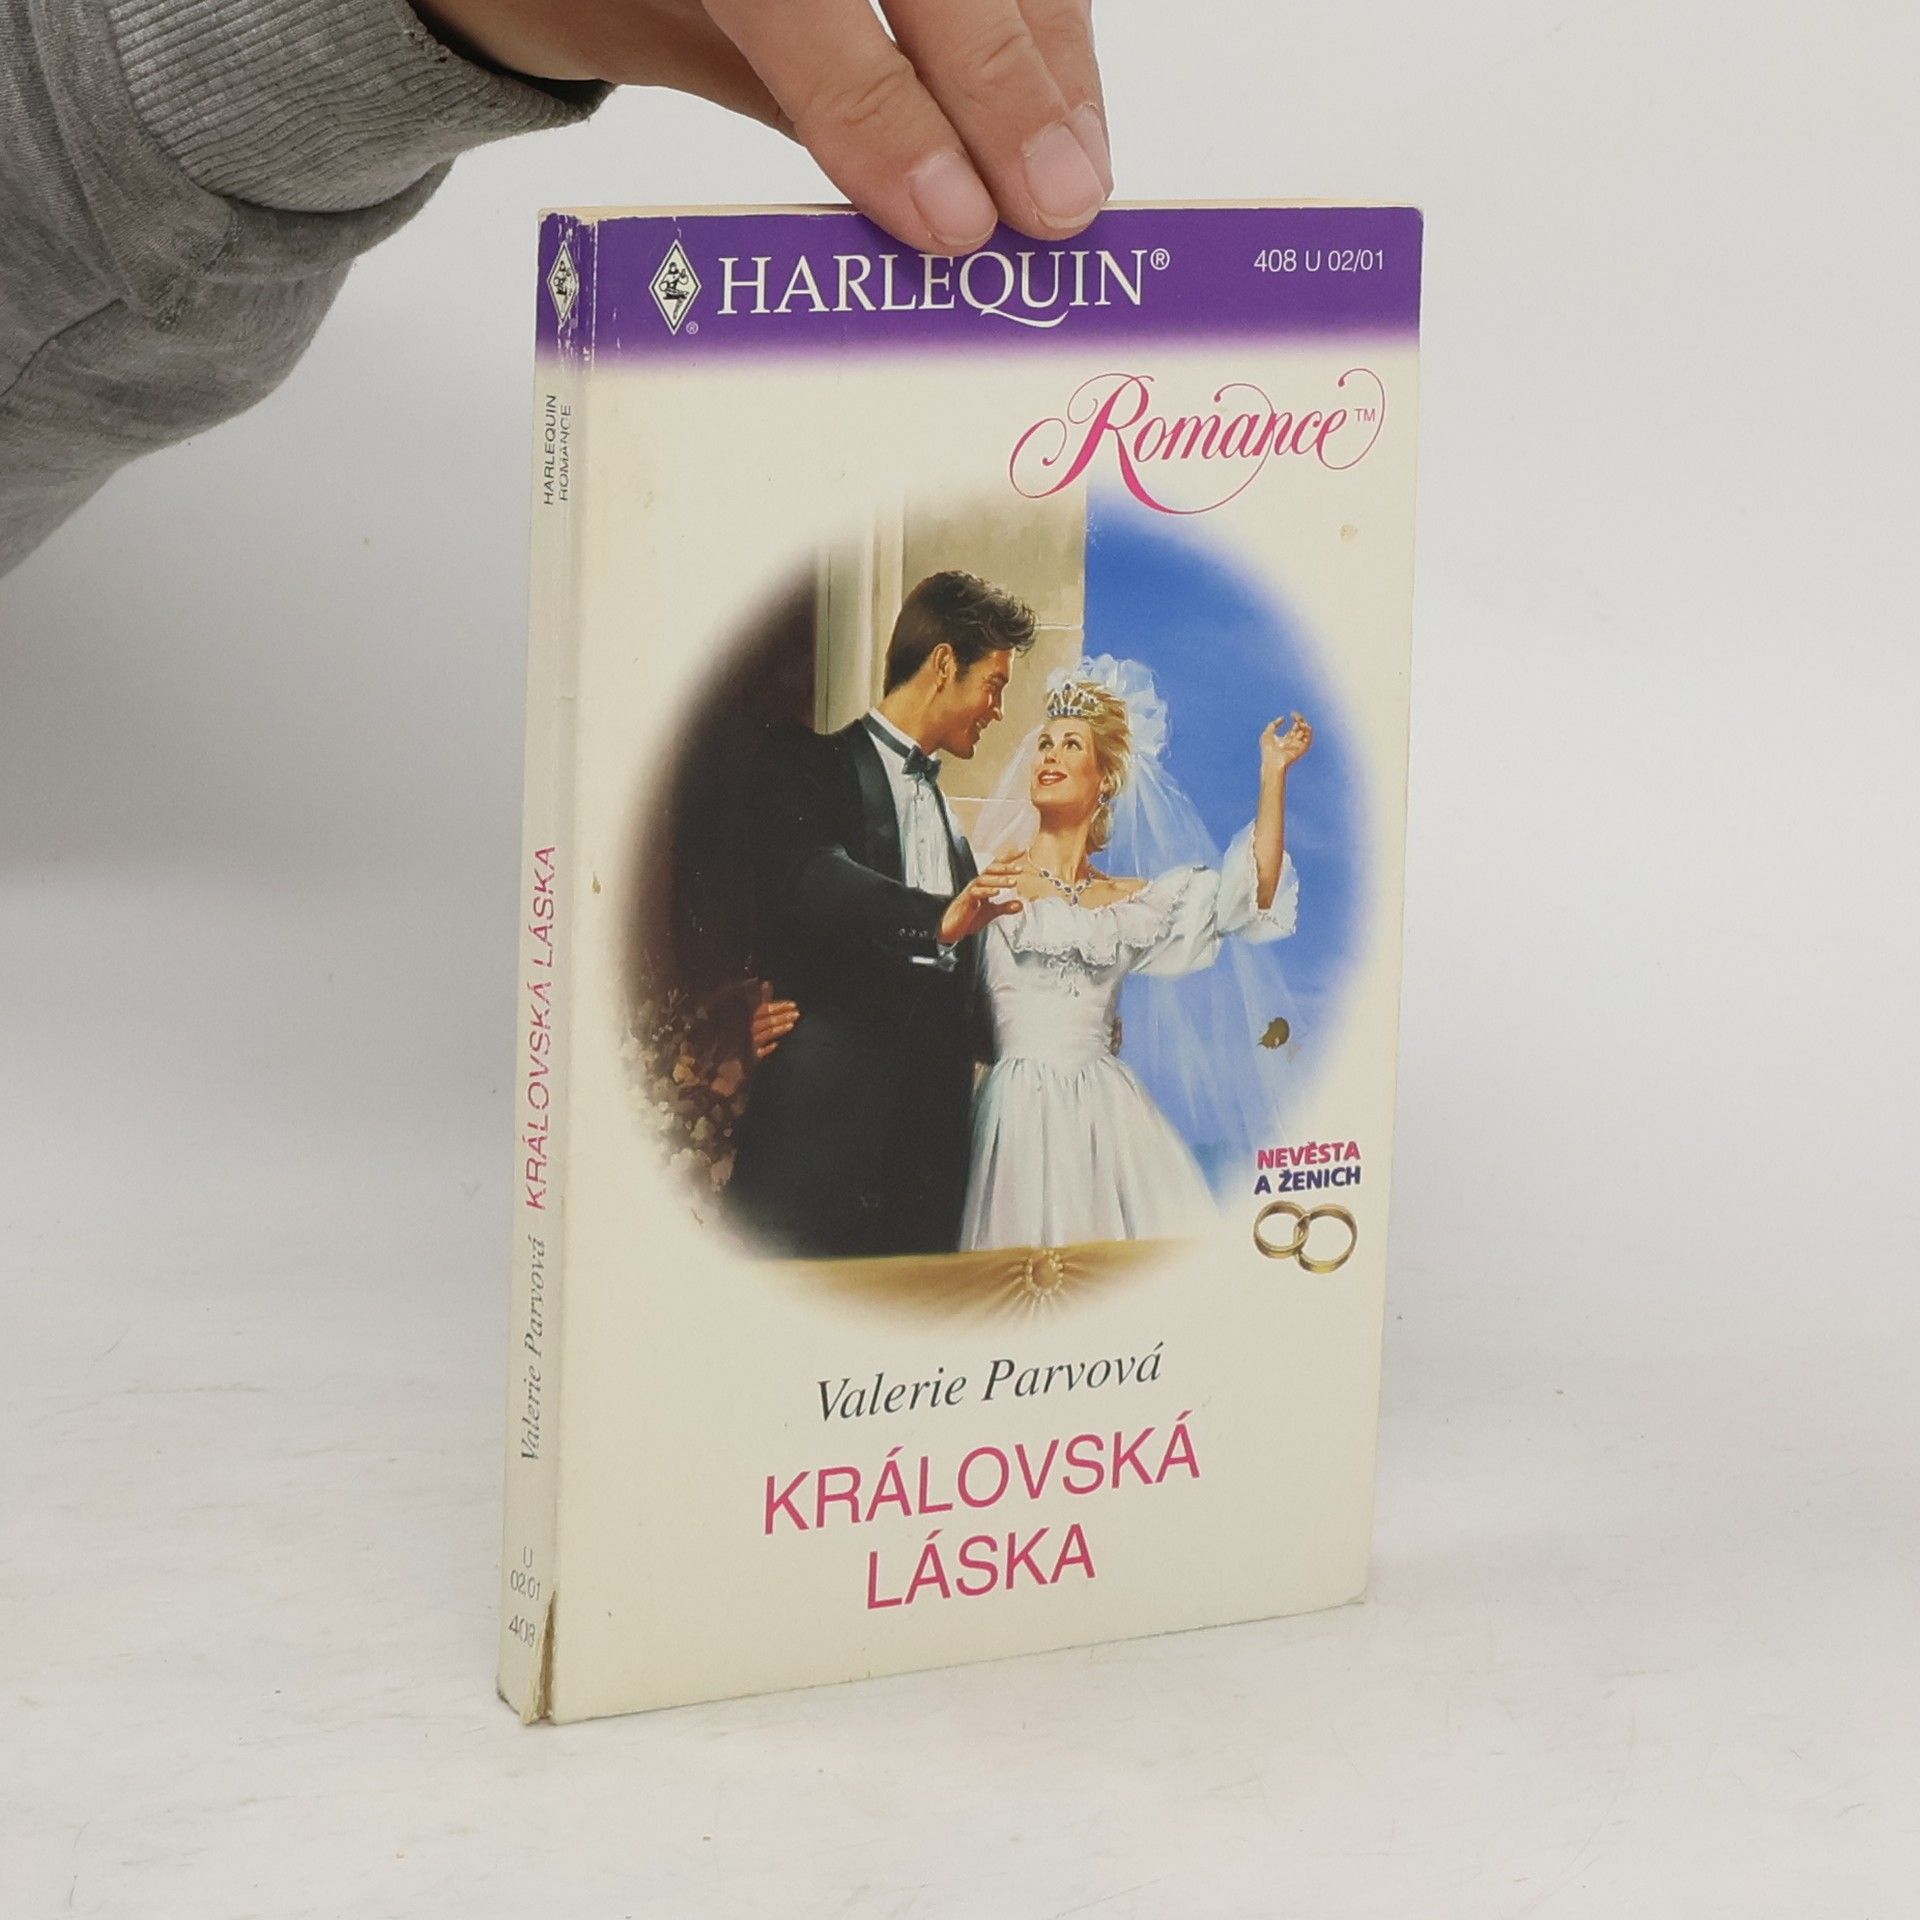 HARLEQUIN®
408 U 02/01
®
Romance™
NEVĚSTA
A ŽENICH
Valerie Parvová
KRÁLOVSKÁ
LÁSKA
HARLEQUIN
ROMANCE
Valerie Parvová KRÁLOVSKÁ LÁSKA
U
02/01
408